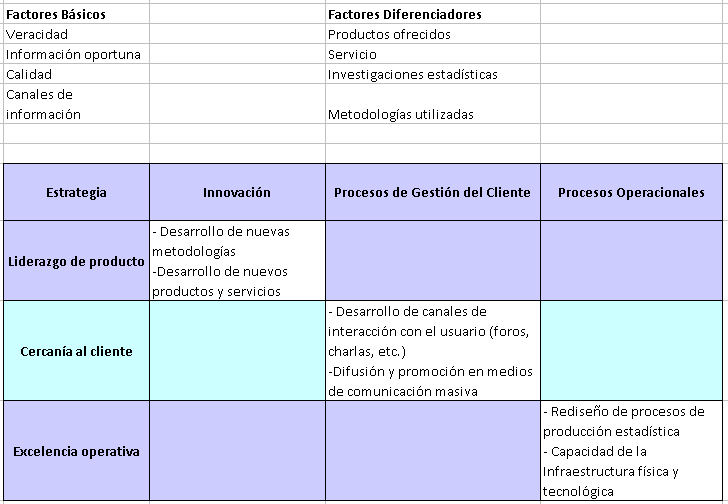 Factores Básicos
Factores Diferenciadores
Veracidad
Productos ofrecidos
Información oportuna
Servicio
Calidad
Investigaciones estadísticas
Canales de
información
Metodologías utilizadas
Estrategia
Innovación
Procesos de Gestión del Cliente
Procesos Operacionales
Liderazgo de producto
- Desarrollo de nuevas
metodologías
-Desarrollo de nuevos
productos y servicios
Cercanía al cliente
- Desarrollo de canales de
interacción con el usuario (foros,
charlas, etc.)
-Difusión y promoción en medios
de comunicación masiva
Excelencia operativa
- Rediseño de procesos de
producción estadística
- Capacidad de la
Infraestructura física y
tecnológica